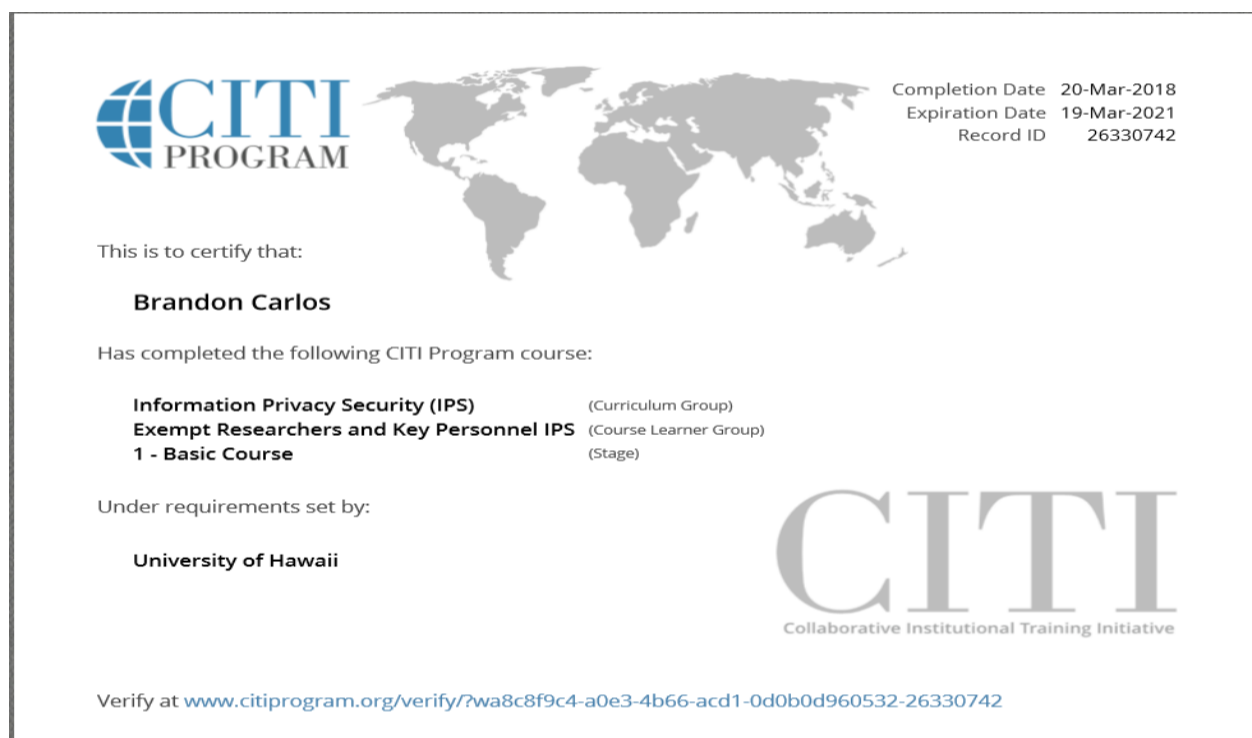 CITI
PROGRAM
Completion Date 20-Mar-2018
Expiration Date 19-Mar-2021
Record ID 26330742
This is to certify that:
Brandon Carlos
Has completed the following CITI Program course:
Information Privacy Security (IPS) (Curriculum Group)
Exempt Researchers and Key Personnel IPS (Course Learner Group)
1 - Basic Course (Stage)
Under requirements set by:
University of Hawaii
CITI
Collaborative Institutional Training Initiative
Verify at www.citiprogram.org/verify/?wa8c8f9c4-a0e3-4b66-acd1-0d0b0d960532-26330742